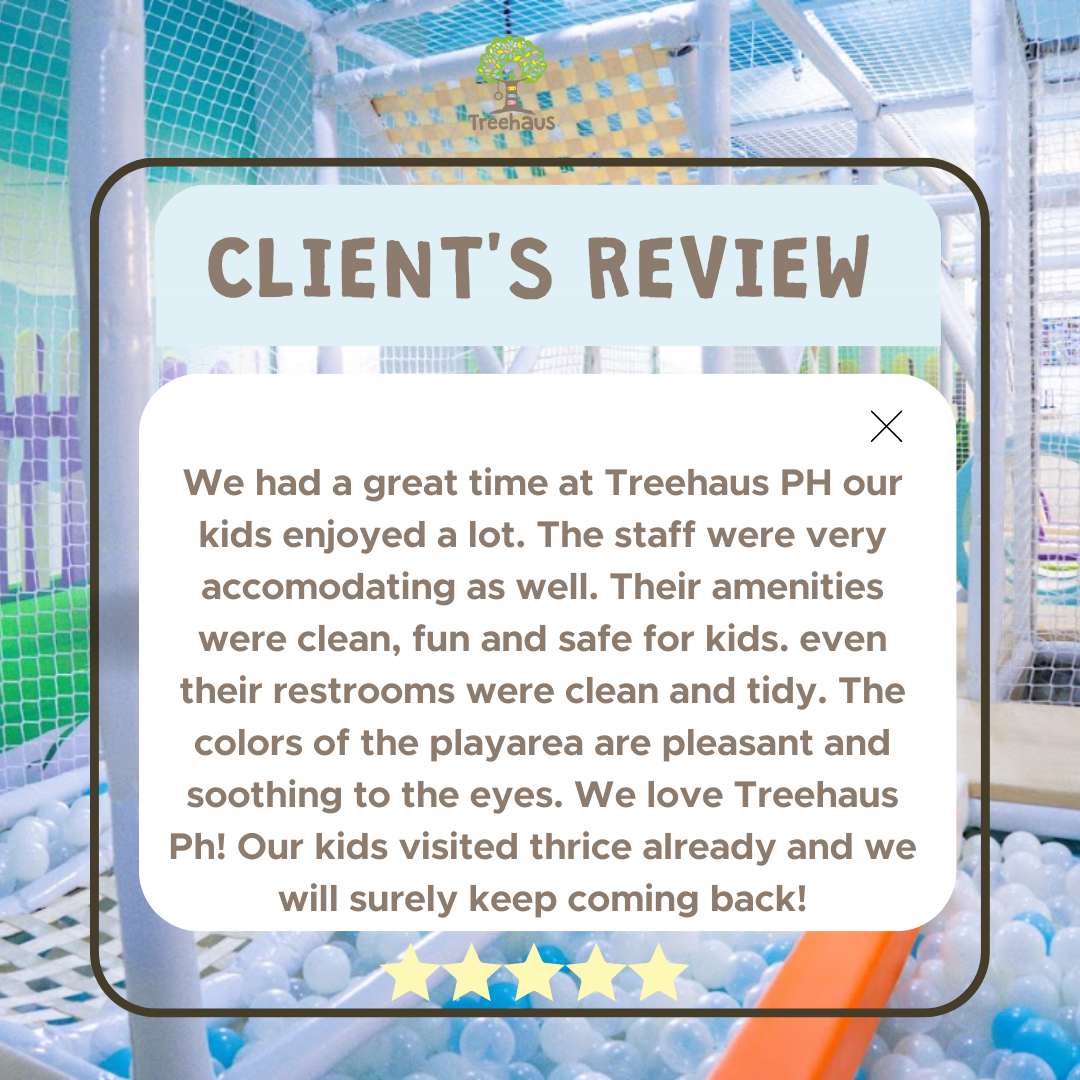 Treehaus
CLIENT'S REVIEW
We had a great time at Treehaus PH our
kids enjoyed a lot. The staff were very
accomodating as well. Their amenities
were clean, fun and safe for kids. even
their restrooms were clean and tidy. The
colors of the playarea are pleasant and
soothing to the eyes. We love Treehaus
Ph! Our kids visited thrice already and we
will surely keep coming back!